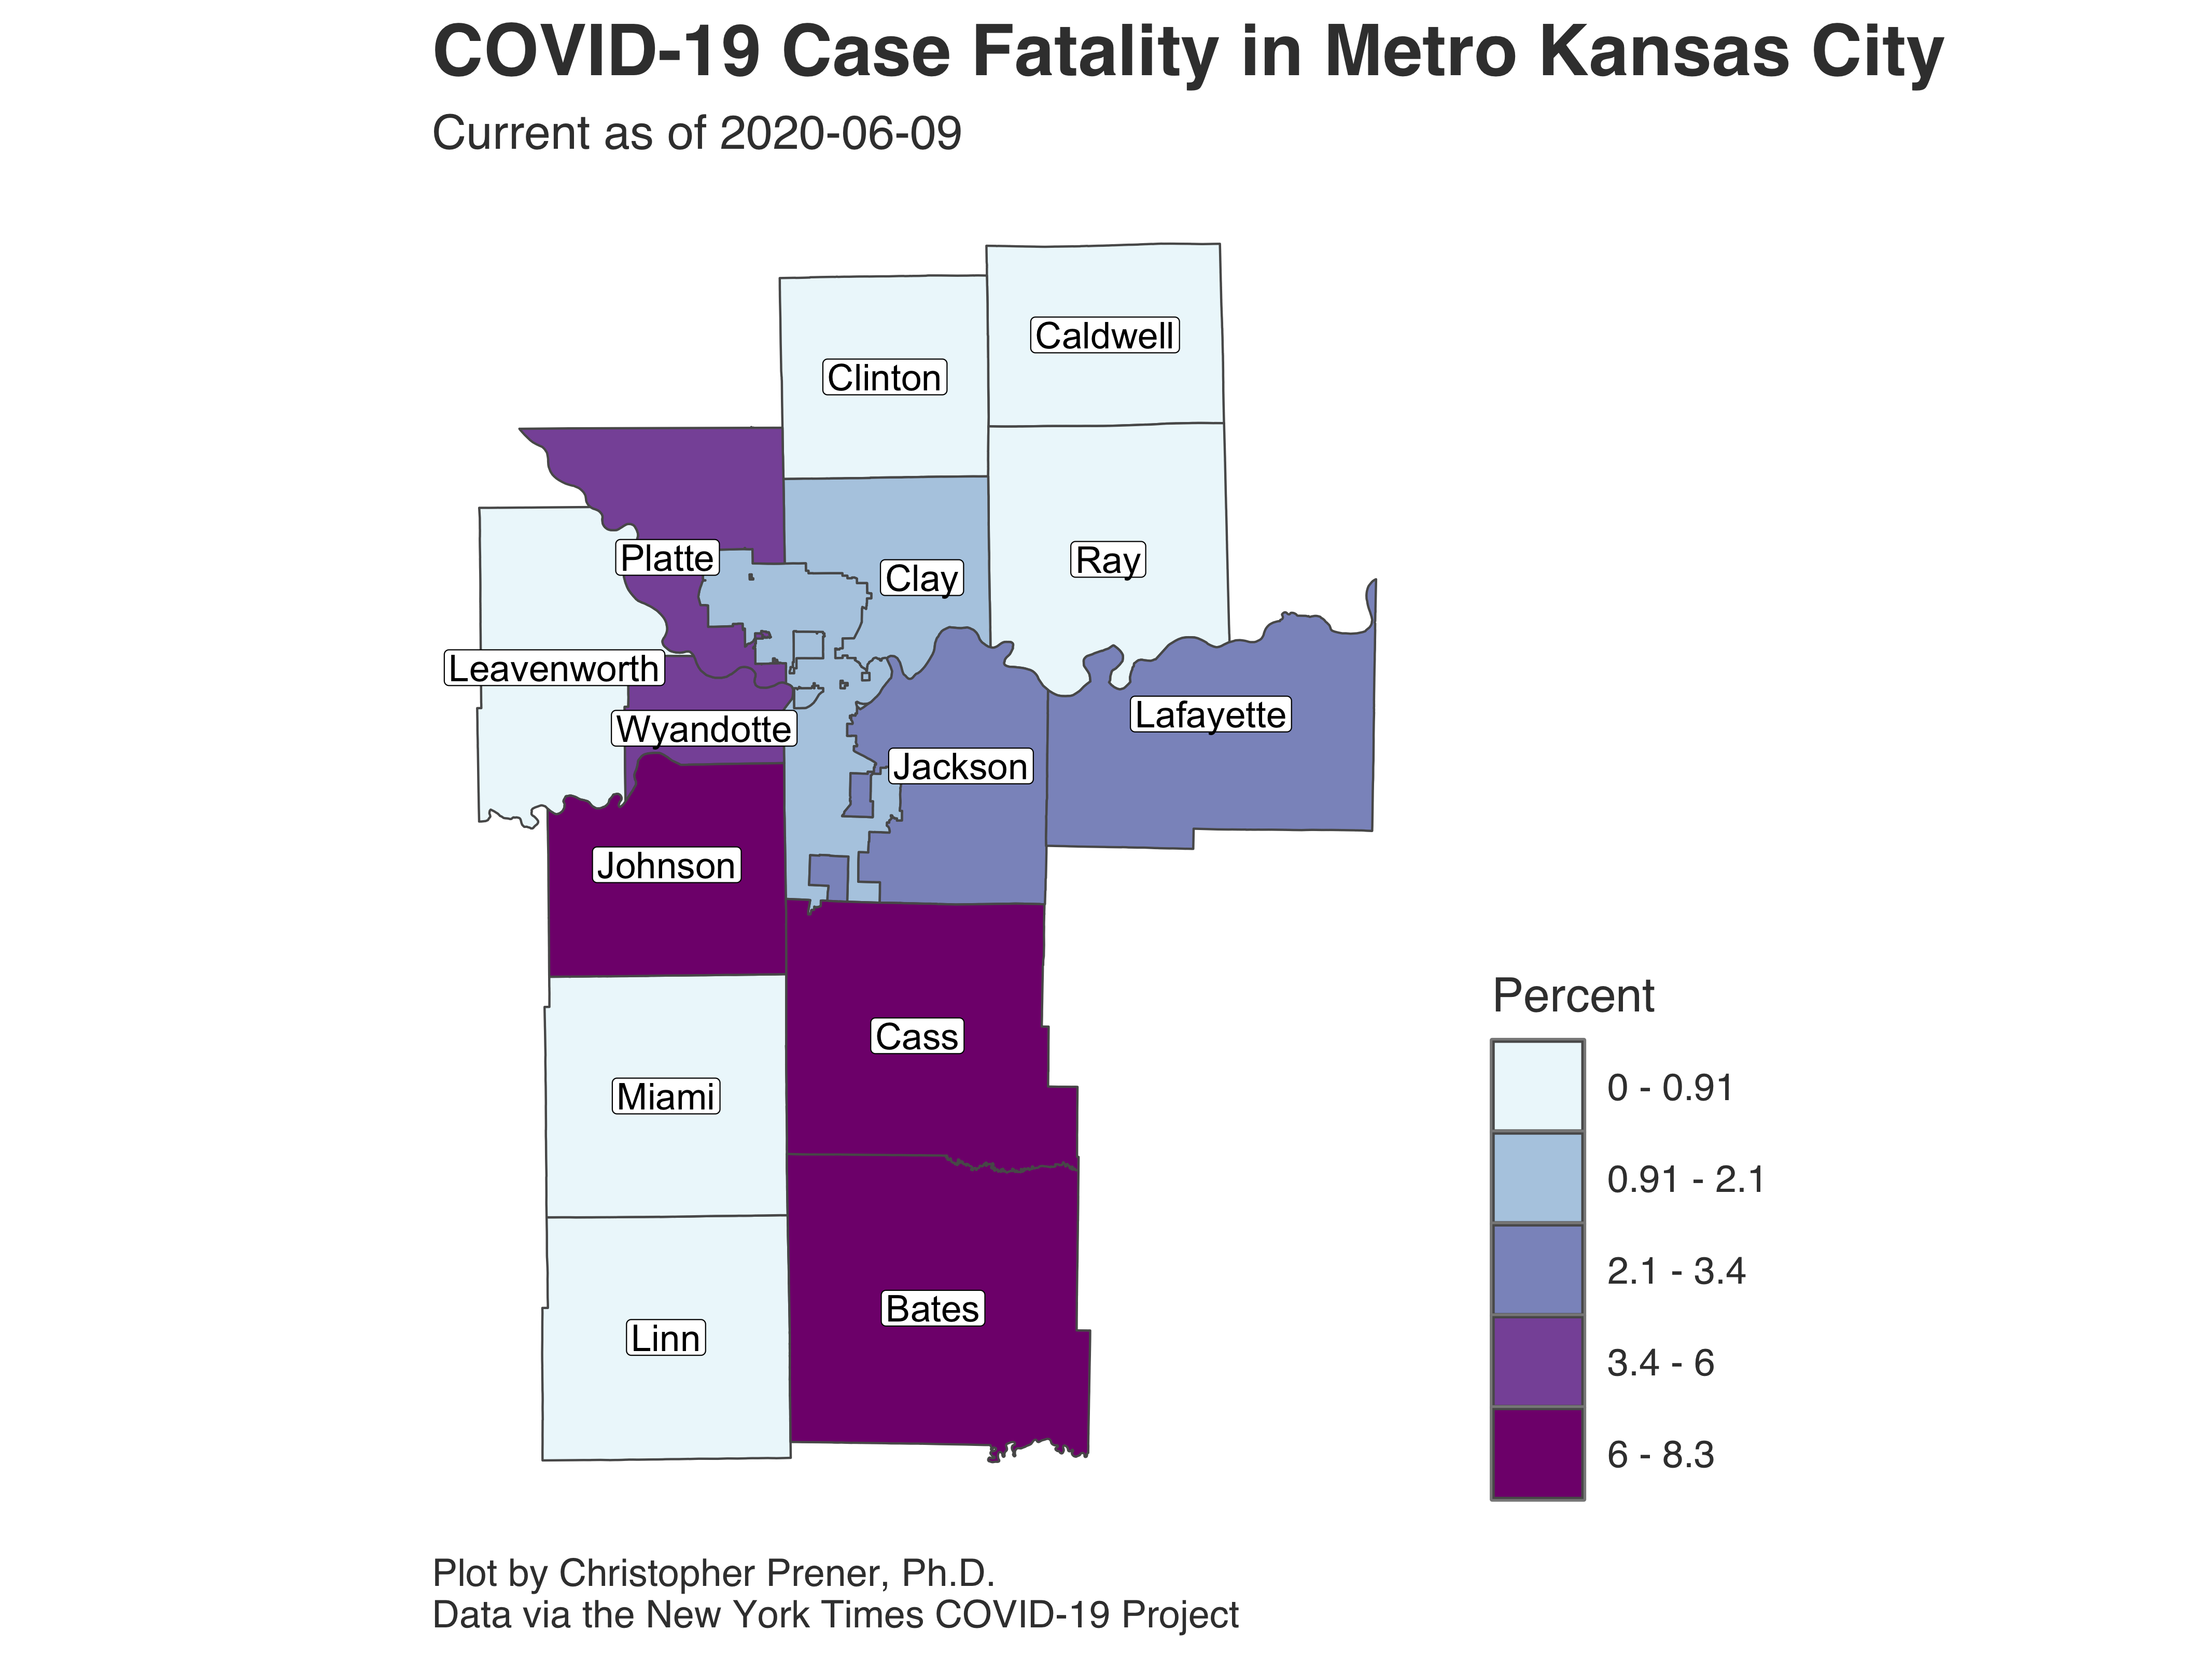 COVID-19 Case Fatality in Metro Kansas City
Current as of 2020-06-09
Caldwell
Clinton
Platte
Clay
Ray
Leavenworth
Wyandotte
Lafayette
Jackson
Johnson
Cass
Miami
Bates
Linn
Percent
0 - 0.91
0.91 - 2.1
2.1 - 3.4
3.4 - 6
6 - 8.3
Plot by Christopher Prener, Ph.D.
Data via the New York Times COVID-19 Project